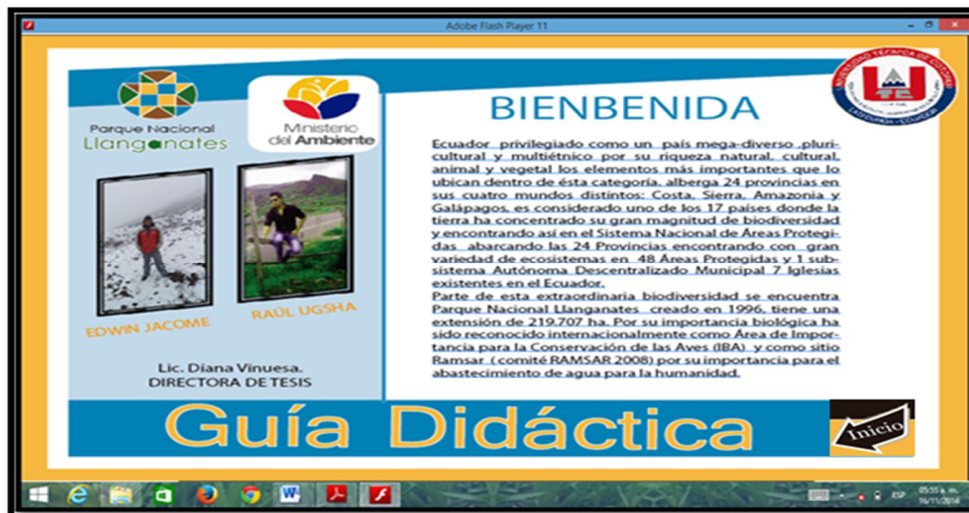 Adobe Flash Player 11
Parque Nacional
Llanganates
Ministerio
del Ambiente
EDWIN JACOME
RAÚL UGSHA
Lic. Diana Vinuesa.
DIRECTORA DE TESIS
BIENBENIDA
Ecuador privilegiado como un país mega-diverso ,pluri-
cultural y multiétnico por su riqueza natural, cultural,
animal y vegetal los elementos más importantes que lo
ubican dentro de ésta categoría. alberga 24 provincias en
sus cuatro mundos distintos: Costa, Sierra, Amazonia y
Galápagos, es considerado uno de los 17 países donde la
tierra ha concentrado su gran magnitud de biodiversidad
y encontrando así en el Sistema Nacional de Áreas Protegi-
das abarcando las 24 Provincias encontrando con gran
variedad de ecosistemas en 48 Áreas Protegidas y 1 sub-
sistema Autónoma Descentralizado Municipal 7 Iglesias
existentes en el Ecuador.
Parte de esta extraordinaria biodiversidad se encuentra
Parque Nacional Llanganates creado en 1996, tiene una
extensión de 219.707 ha. Por su importancia biológica ha
sido reconocido internacionalmente como Área de Impor-
tancia para la Conservación de las Aves (IBA) y como sitio
Ramsar ( comité RAMSAR 2008) por su importancia para el
abastecimiento de agua para la humanidad.
Guía Didáctica
Inicio
ESP
05:55 a. m.
16/11/2014